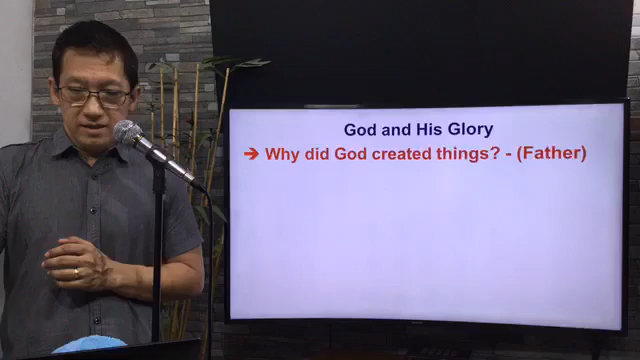 God and His Glory
➔ Why did God created things? - (Father)